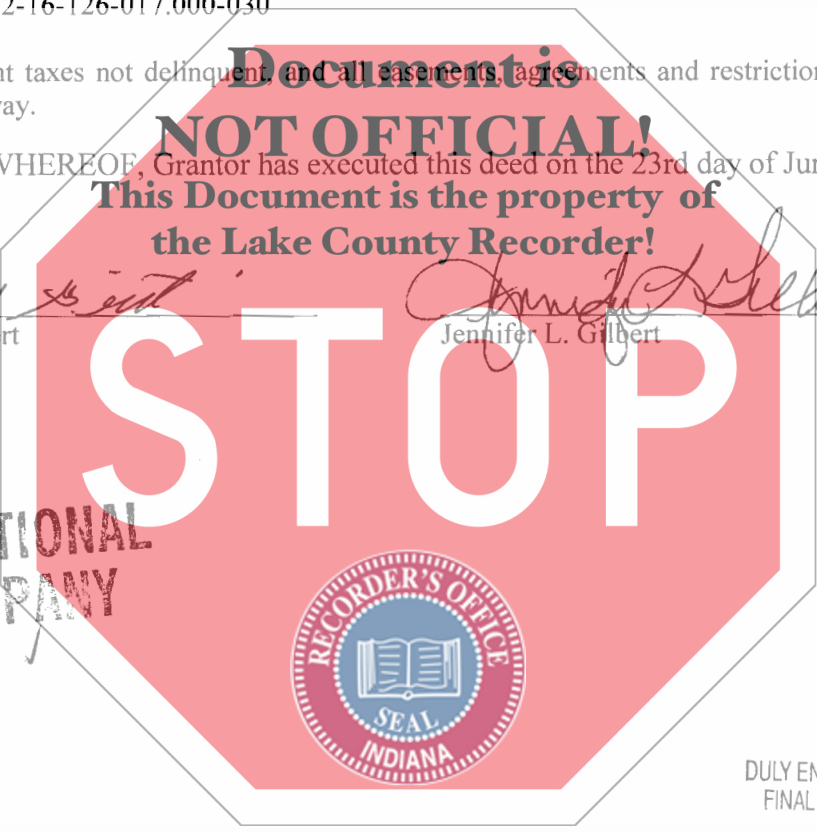 2-16-126-017.000-030
Document is
nt taxes not delinquent, and all easements, agreements and restriction
vay.
NOT OFFICIAL!
WHEREOF, Grantor has executed this deed on the 23rd day of Jun
This Document is the property of
the Lake County Recorder!
rt
Jennifer L. Gilbert
STOP
TIONAL
PANY
RECORDER'S OFFICE
SEAL
INDIANA
DULY EN
FINAL